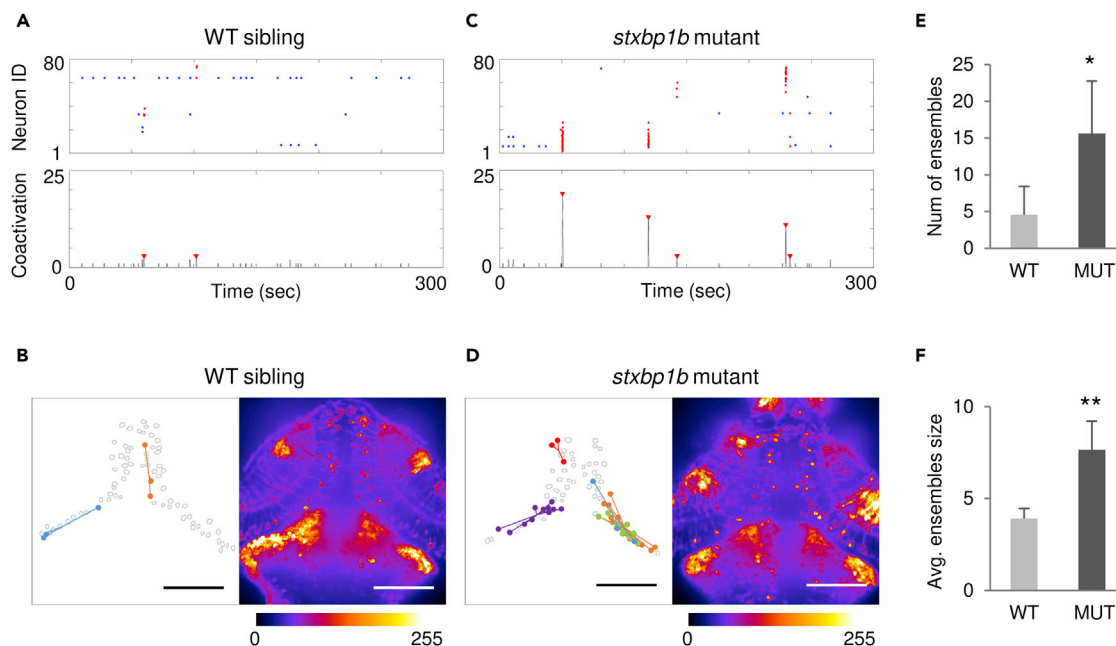 A
WT sibling
Neuron ID
80
1
Coactivation
25
0
0
Time (sec)
300
C
stxbp1b mutant
80
1
25
0
0
Time (sec)
300
E
Num of ensembles
25
20
15
10
5
0
*
WT
MUT
B
WT sibling
0
255
D
stxbp1b mutant
0
255
F
Avg. ensembles size
10
5
0
**
WT
MUT